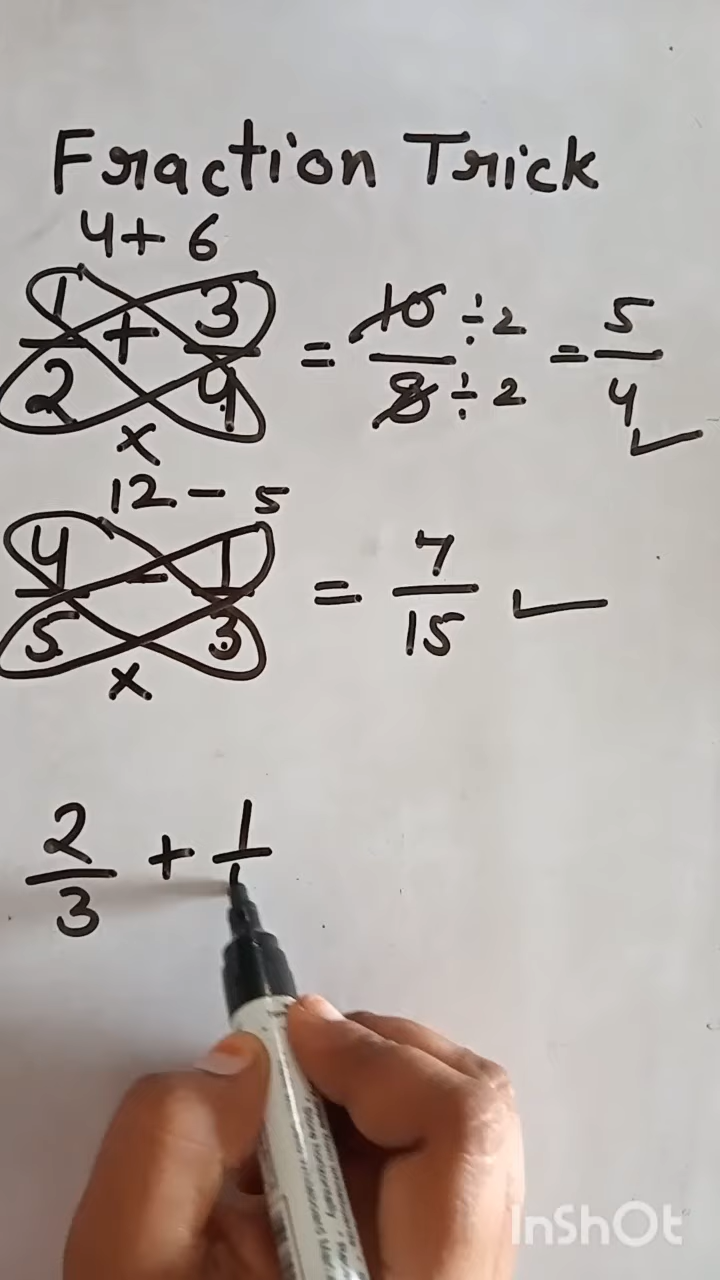 Fraction Trick
4 + 6
1/2 + 3/4 = 10/8 ÷2/÷2 = 5/4 ✓
×
12 - 5
4/5 - 1/3 = 7/15 ✓
×
2/3 + 1/
InShOt